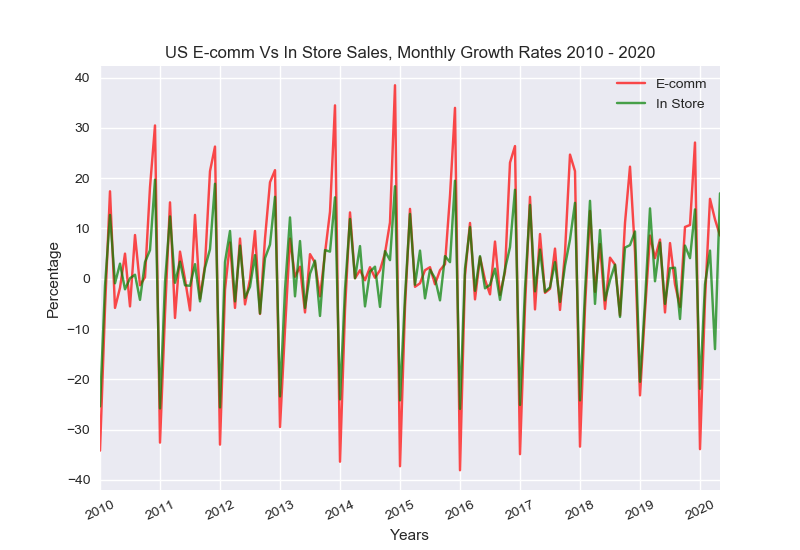 US E-comm Vs In Store Sales, Monthly Growth Rates 2010 - 2020
E-comm
In Store
40
30
20
10
0
−10
−20
−30
−40
Percentage
2010 2011 2012 2013 2014 2015 2016 2017 2018 2019 2020
Years